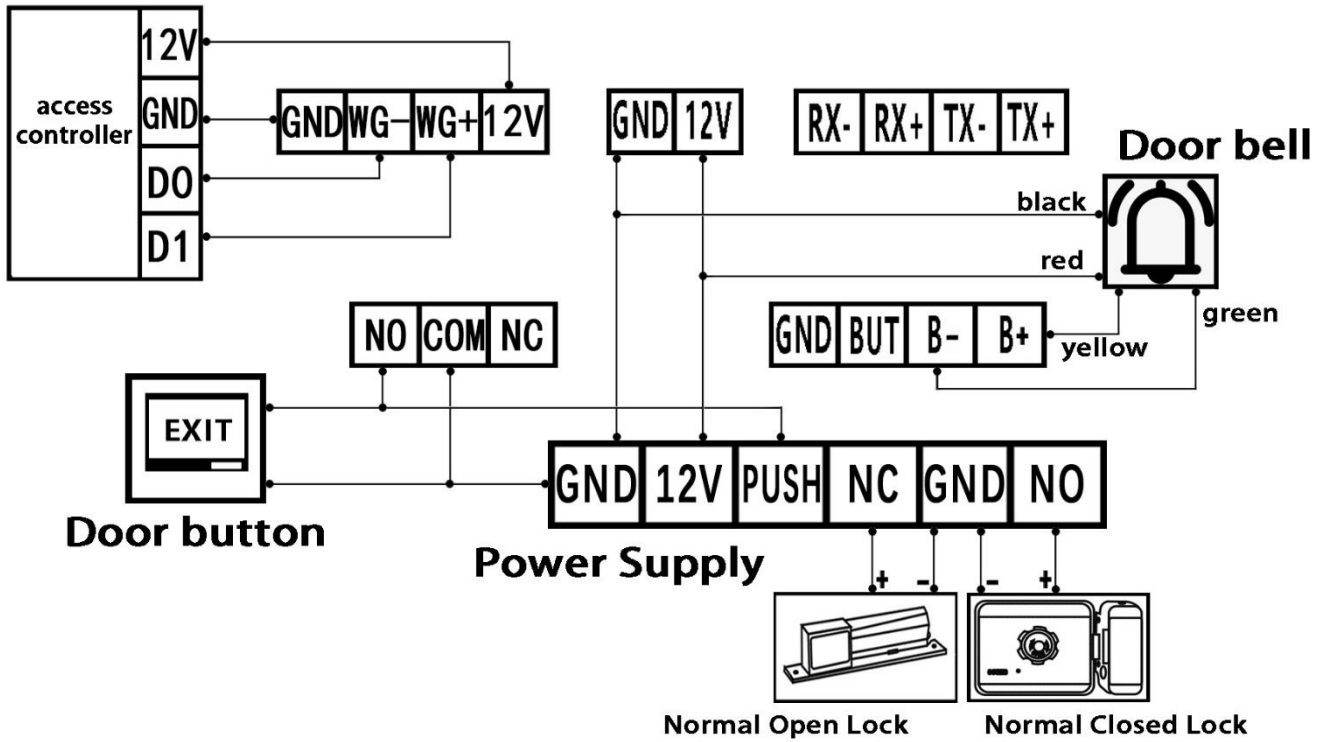 access
controller
12V
GND
D0
D1
GND WG- WG+ 12V
GND 12V
RX- RX+ TX- TX+
Door bell
black
red
green
yellow
NO COM NC
GND BUT B- B+
EXIT
Door button
GND 12V PUSH NC GND NO
Power Supply
+ - - +
Normal Open Lock
Normal Closed Lock